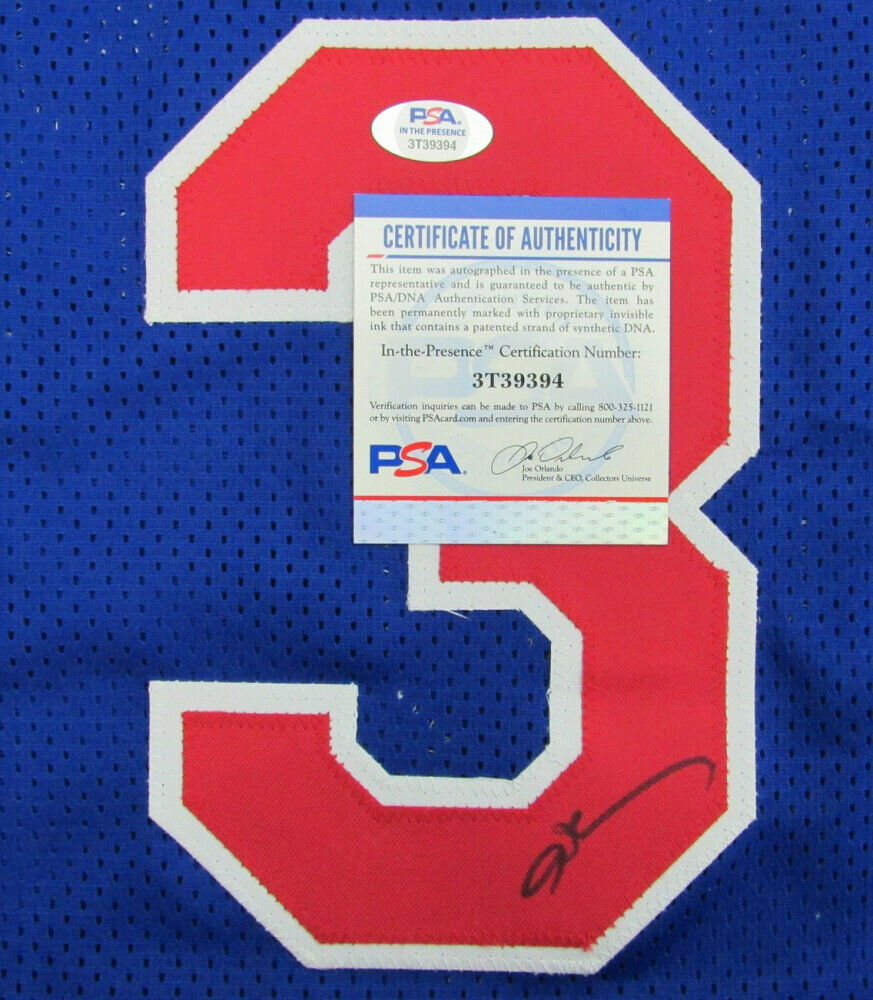 3
PSA
IN THE PRESENCE
3T39394
CERTIFICATE OF AUTHENTICITY
This item was autographed in the presence of a PSA
representative and is guaranteed to be authentic by
PSA/DNA Authentication Services. The item has
been permanently marked with proprietary invisible
ink that contains a patented strand of synthetic DNA.
In-the-Presence™ Certification Number:
3T39394
Verification inquiries can be made to PSA by calling 800-325-1121
or by visiting PSAcard.com and entering the certification number above.
PSA
Joe Orlando
President & CEO, Collectors Universe